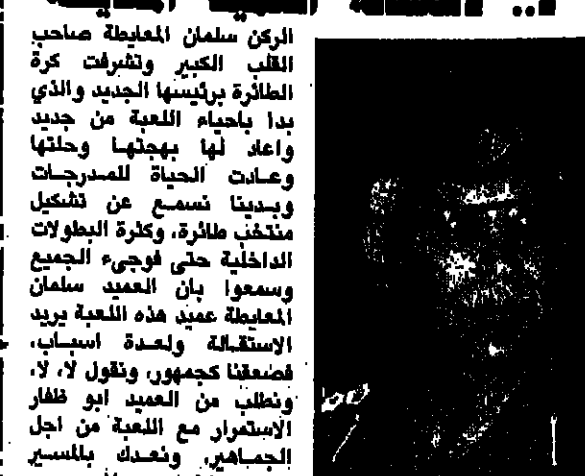 الركن سلمان المعايطة صاحب
القلب الكبير وتشرفت كرة
الطائرة برئيسها الجديد والذي
بدا باحياء اللعبة من جديد
واعاد لها بهجتها وحلتها
وعادت الحياة للمدرجات
وبدينا نسمع عن تشكيل
منتخب طائرة، وكثرة البطولات
الداخلية حتى فوجىء الجميع
وسمعوا بان العميد سلمان
المعايطة عميد هذه اللعبة يريد
الاستقالة ولعدة اسباب،
فصعقنا كجمهور، ونقول لا، لا،
ونطلب من العميد ابو ظفار
الاستمرار مع اللعبة من اجل
الجماهير، ونعدك بالمسير